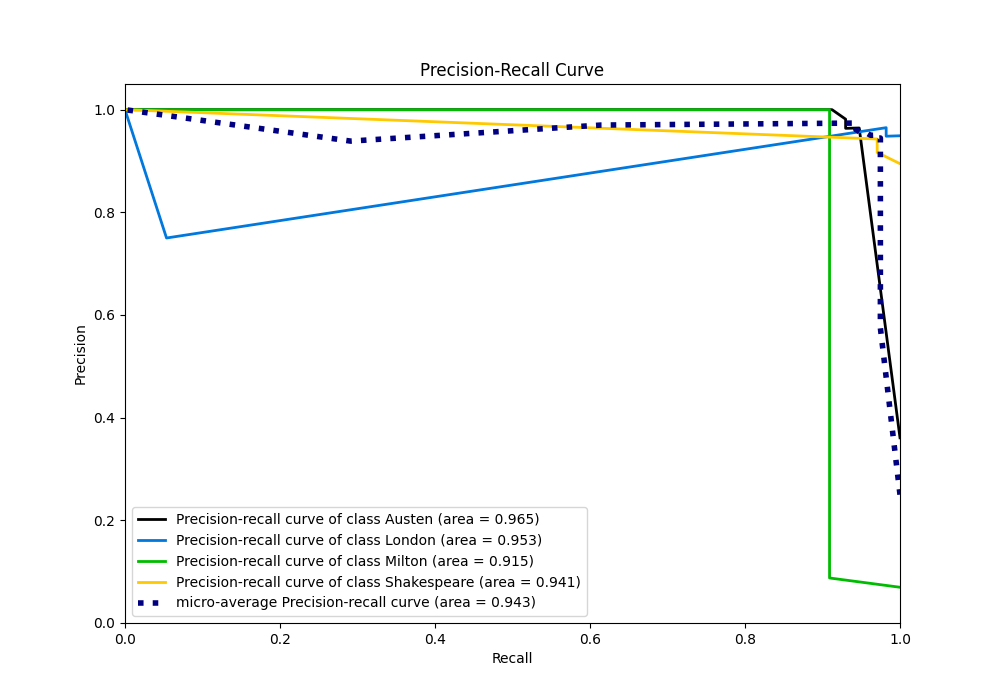 Precision-Recall Curve
1.0
0.8
0.6
0.4
0.2
0.0
Precision
Precision-recall curve of class Austen (area = 0.965)
Precision-recall curve of class London (area = 0.953)
Precision-recall curve of class Milton (area = 0.915)
Precision-recall curve of class Shakespeare (area = 0.941)
micro-average Precision-recall curve (area = 0.943)
0.0 0.2 0.4 0.6 0.8 1.0
Recall